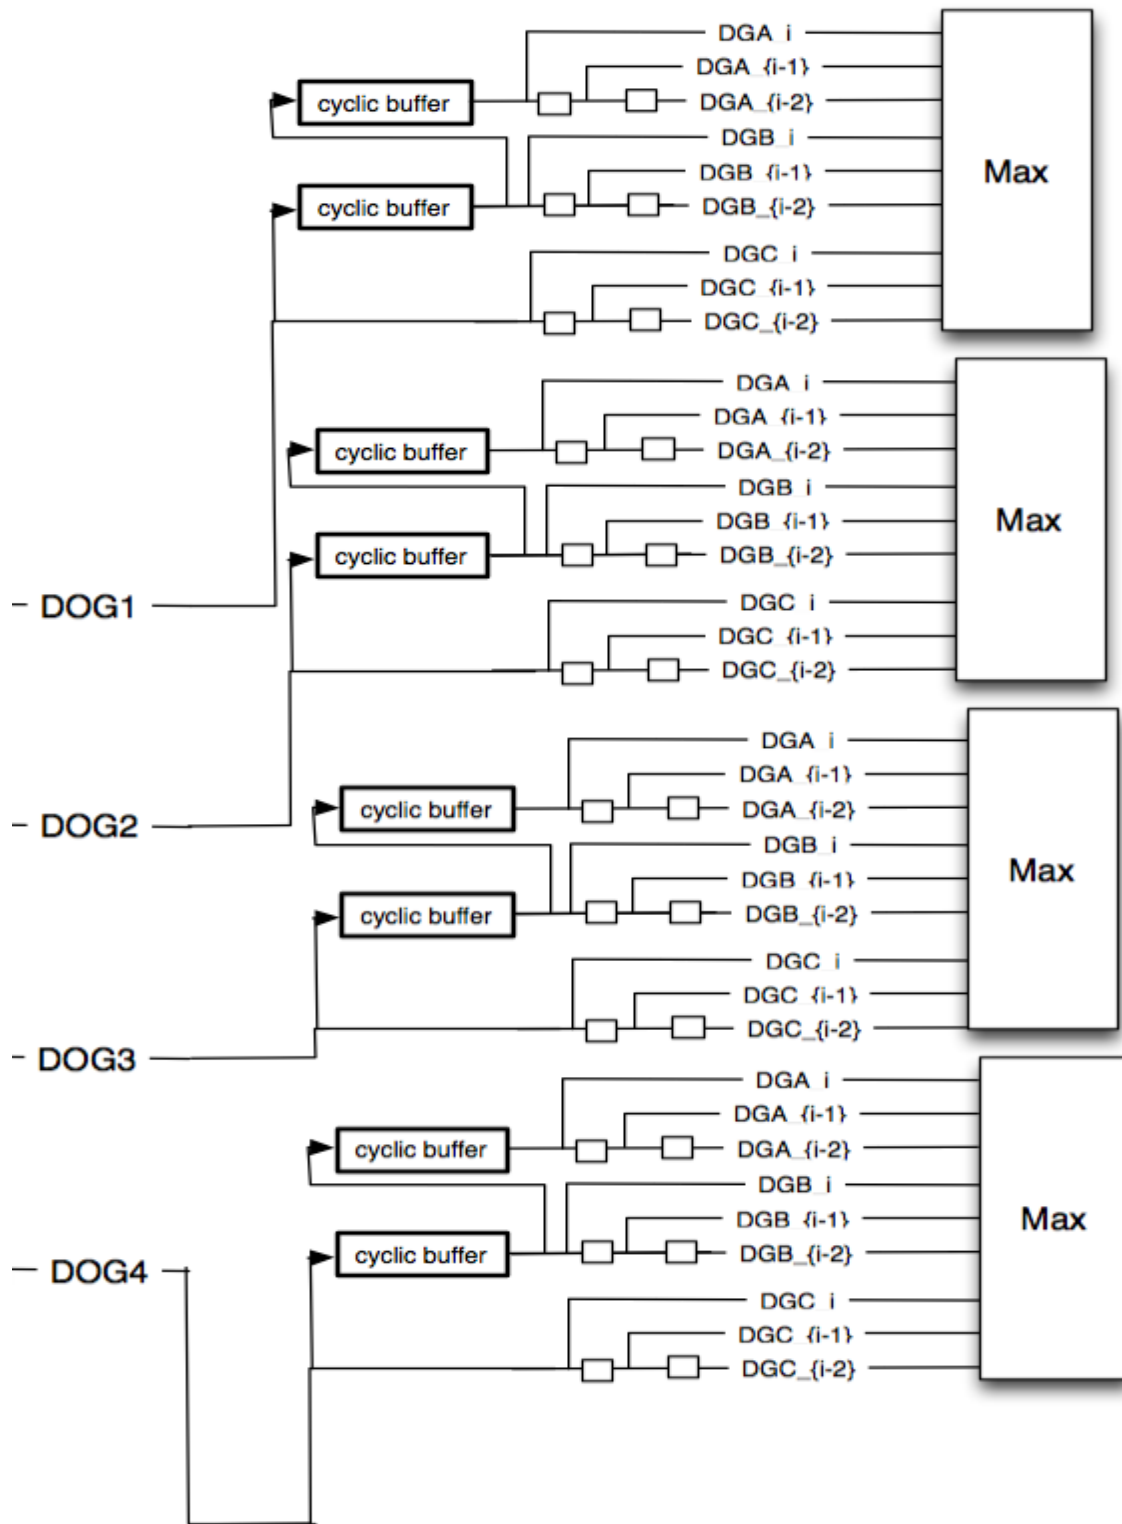 DGA_i
DGA_{i-1}
cyclic buffer
DGA_{i-2}
DGB_i
DGB_{i-1}
Max
cyclic buffer
DGB_{i-2}
DGC_i
DGC_{i-1}
DGC_{i-2}
DGA_i
DGA_{i-1}
cyclic buffer
DGA_{i-2}
DGB_i
DGB_{i-1}
Max
cyclic buffer
DGB_{i-2}
DOG1
DGC_i
DGC_{i-1}
DGC_{i-2}
DGA_i
DGA_{i-1}
cyclic buffer
DGA_{i-2}
DOG2
DGB_i
Max
DGB_{i-1}
cyclic buffer
DGB_{i-2}
DGC_i
DGC_{i-1}
DGC_{i-2}
DOG3
DGA_i
DGA_{i-1}
cyclic buffer
DGA_{i-2}
DGB_i
DGB_{i-1}
Max
cyclic buffer
DGB_{i-2}
DOG4
DGC_i
DGC_{i-1}
DGC_{i-2}